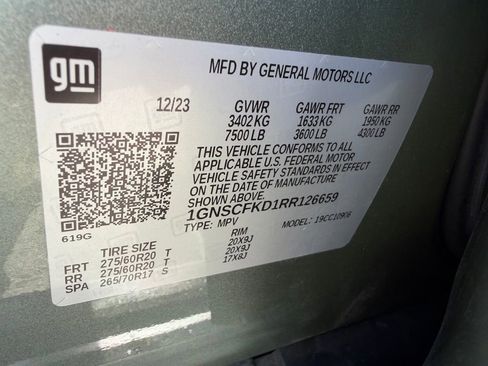 gm
MFD BY GENERAL MOTORS LLC
12/23 GVWR GAWR FRT GAWR RR
3402 KG 1633 KG 1950 KG
7500 LB 3600 LB 4300 LB
THIS VEHICLE CONFORMS TO ALL
APPLICABLE U.S. FEDERAL MOTOR
VEHICLE SAFETY STANDARDS IN EFFECT
ON THE DATE OF MANUFACTURE
SHOWN ABOVE.
1GNSCFKD1RR126659
619G TYPE: MPV MODEL:
TIRE SIZE RIM
FRT 275/60R20 T 20X9J
RR 275/60R20 T 20X9J
SPA 265/70R17 S 17X8J